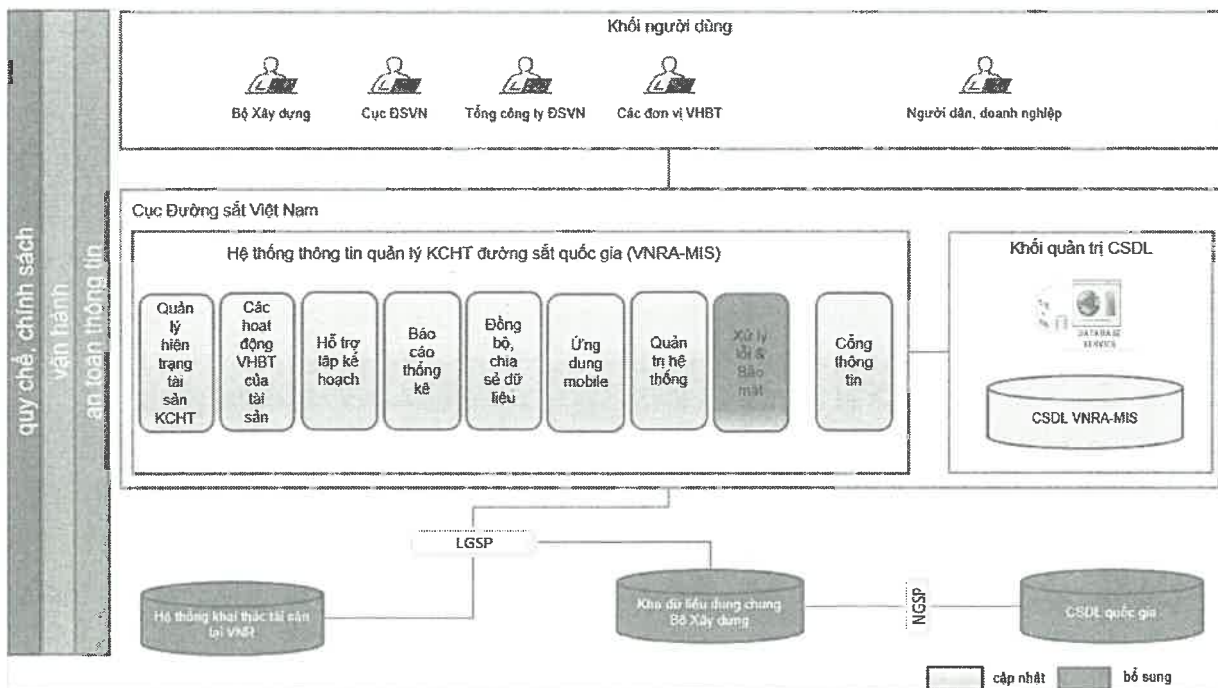 Khối người dùng
Bộ Xây dựng
Cục ĐSVN
Tổng công ty ĐSVN
Các đơn vị VHBT
Người dân, doanh nghiệp
quy chế, chính sách
vận hành
an toàn thông tin
Cục Đường sắt Việt Nam
Hệ thống thông tin quản lý KCHT đường sắt quốc gia (VNRA-MIS)
Quản
lý
hiện
trạng
tài
sản
KCHT
Các
hoạt
động
VHBT
của
tài
sản
Hỗ trợ
lập kế
hoạch
Báo
cáo
thống
kê
Đồng
bộ,
chia
sẻ dữ
liệu
Ứng
dụng
mobile
Quản
trị hệ
thống
Xử lý
lỗi &
Bảo
mật
Cổng
thông
tin
Khối quản trị CSDL
DATABASE
SERVICE
CSDL VNRA-MIS
LGSP
Hệ thống khai thác tài sản
tại VNR
Kho dữ liệu dùng chung
Bộ Xây dựng
NGSP
CSDL quốc gia
cập nhật
bổ sung